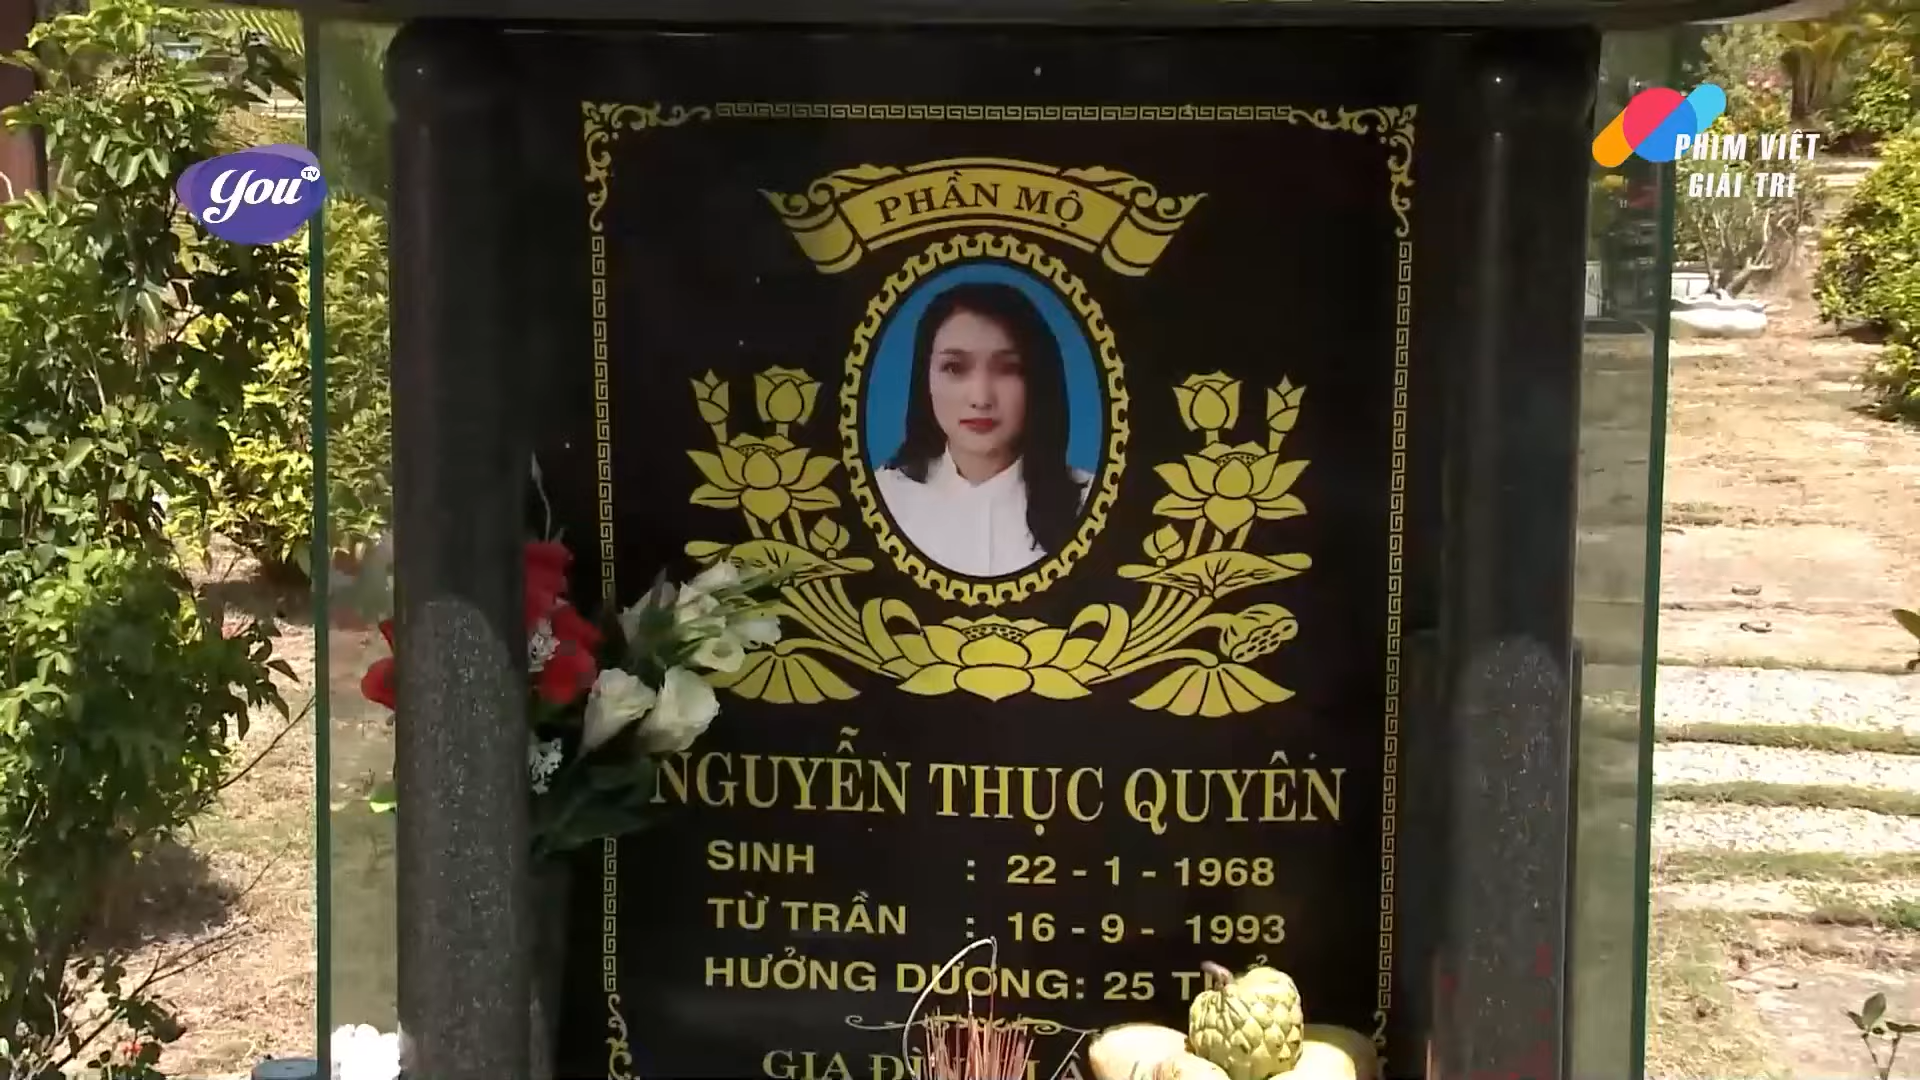 You TV
PHIM VIỆT
GIẢI TRÍ
PHẦN MỘ
NGUYỄN THỤC QUYÊN
SINH : 22 - 1 - 1968
TỪ TRẦN : 16 - 9 - 1993
HƯỞNG DƯƠNG: 25
GIA